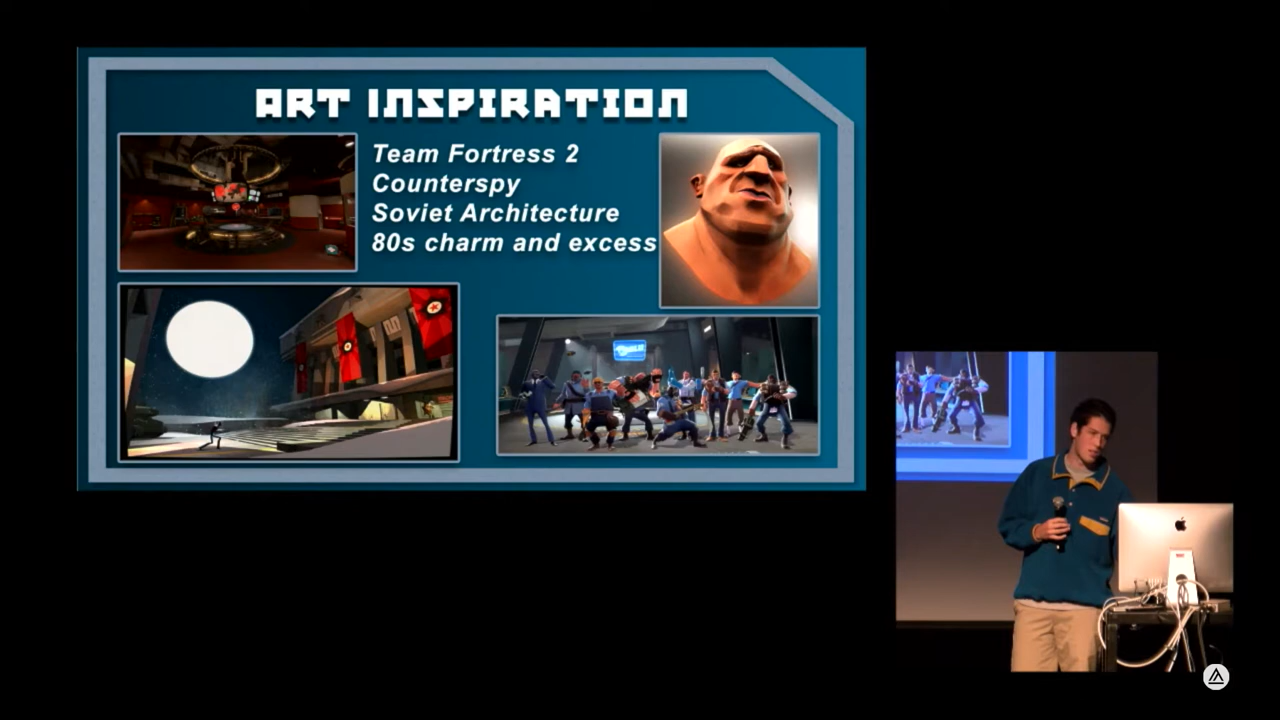 ART INSPIRATION
Team Fortress 2
Counterspy
Soviet Architecture
80s charm and excess